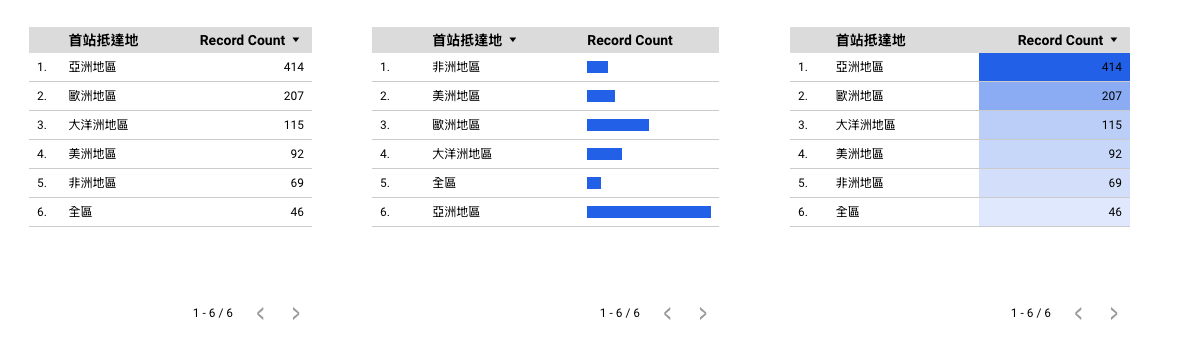 首站抵達地 Record Count
1. 亞洲地區 414
2. 歐洲地區 207
3. 大洋洲地區 115
4. 美洲地區 92
5. 非洲地區 69
6. 全區 46
1 - 6 / 6
首站抵達地 Record Count
1. 非洲地區
2. 美洲地區
3. 歐洲地區
4. 大洋洲地區
5. 全區
6. 亞洲地區
1 - 6 / 6
首站抵達地 Record Count
1. 亞洲地區 414
2. 歐洲地區 207
3. 大洋洲地區 115
4. 美洲地區 92
5. 非洲地區 69
6. 全區 46
1 - 6 / 6